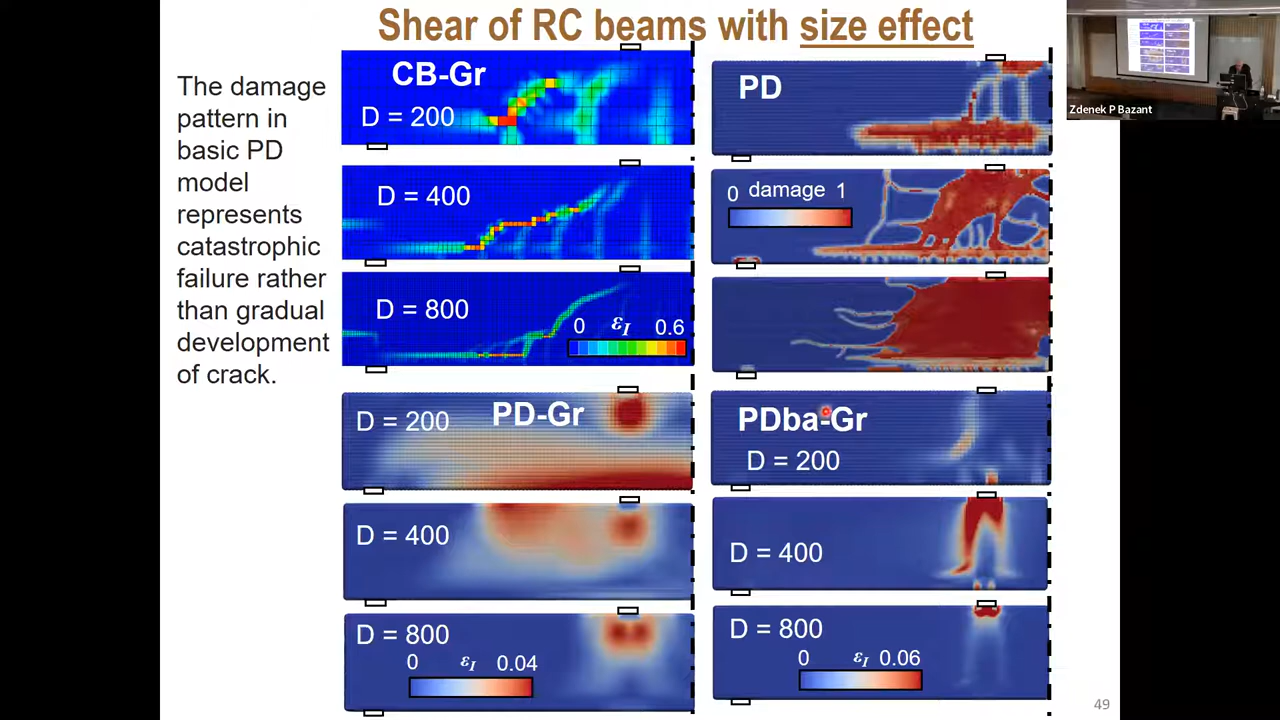 Shear of RC beams with size effect
The damage
pattern in
basic PD
model
represents
catastrophic
failure rather
than gradual
development
of crack.
CB-Gr
D = 200
D = 400
D = 800
0 εI 0.6
PD
0 damage 1
PD-Gr
D = 200
D = 400
D = 800
0 εI 0.04
PDba-Gr
D = 200
D = 400
D = 800
0 εI 0.06
Zdenek P Bazant
49